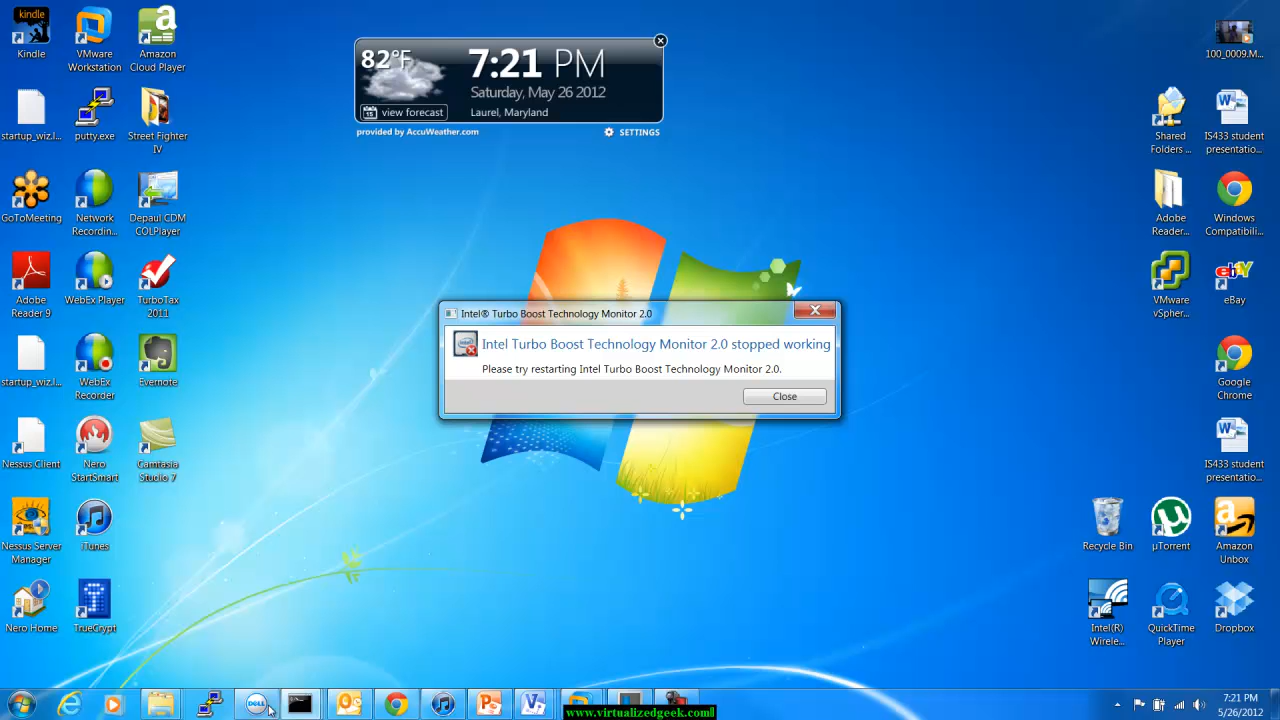 kindle
Kindle
VMware
Workstation
Amazon
Cloud Player
startup_wiz.l...
putty.exe
Street Fighter
IV
GoToMeeting
Network
Recordin...
Depaul CDM
COLPlayer
Adobe
Reader 9
WebEx Player
TurboTax
2011
startup_wiz.l...
WebEx
Recorder
Evernote
Nessus Client
Nero
StartSmart
Camtasia
Studio 7
Nessus Server
Manager
iTunes
Nero Home
TrueCrypt
82°F
7:21 PM
Saturday, May 26 2012
15
view forecast
Laurel, Maryland
provided by AccuWeather.com
SETTINGS
Intel® Turbo Boost Technology Monitor 2.0
Intel Turbo Boost Technology Monitor 2.0 stopped working
Please try restarting Intel Turbo Boost Technology Monitor 2.0.
Close
100_0009.M...
Shared
Folders ...
IS433 student
presentatio...
Adobe
Reader...
Windows
Compatibili...
VMware
vSpher...
ebY
eBay
Google
Chrome
IS433 student
presentatio...
Recycle Bin
µTorrent
Amazon
Unbox
Intel(R)
Wirele...
QuickTime
Player
Dropbox
DELL
www.virtualizedgeek.com
7:21 PM
5/26/2012